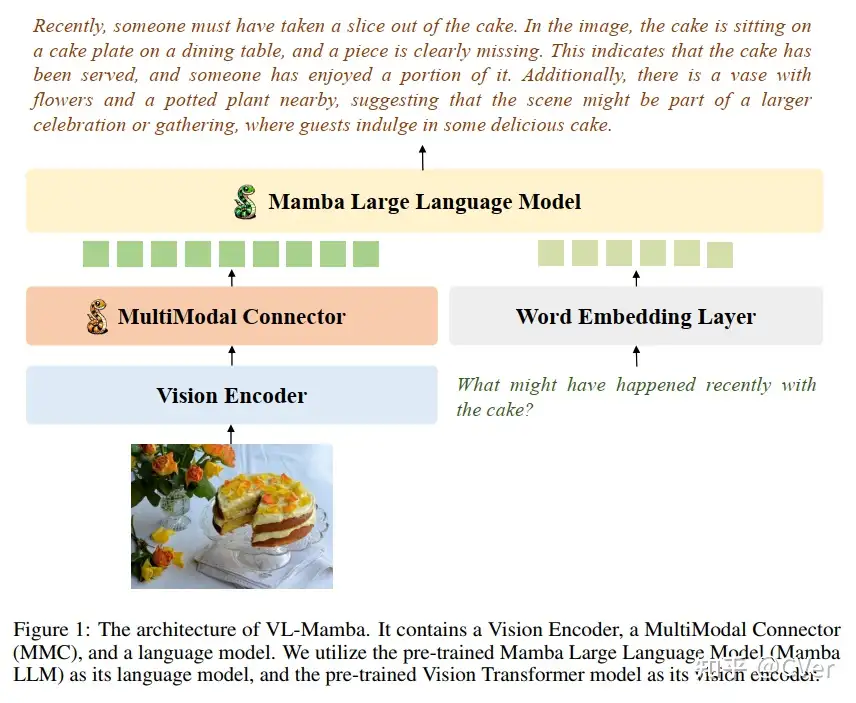 Recently, someone must have taken a slice out of the cake. In the image, the cake is sitting on
a cake plate on a dining table, and a piece is clearly missing. This indicates that the cake has
been served, and someone has enjoyed a portion of it. Additionally, there is a vase with
flowers and a potted plant nearby, suggesting that the scene might be part of a larger
celebration or gathering, where guests indulge in some delicious cake.
Mamba Large Language Model
MultiModal Connector
Word Embedding Layer
Vision Encoder
What might have happened recently with
the cake?
Figure 1: The architecture of VL-Mamba. It contains a Vision Encoder, a MultiModal Connector
(MMC), and a language model. We utilize the pre-trained Mamba Large Language Model (Mamba
LLM) as its language model, and the pre-trained Vision Transformer model as its vision encoder.
知乎 @CVer